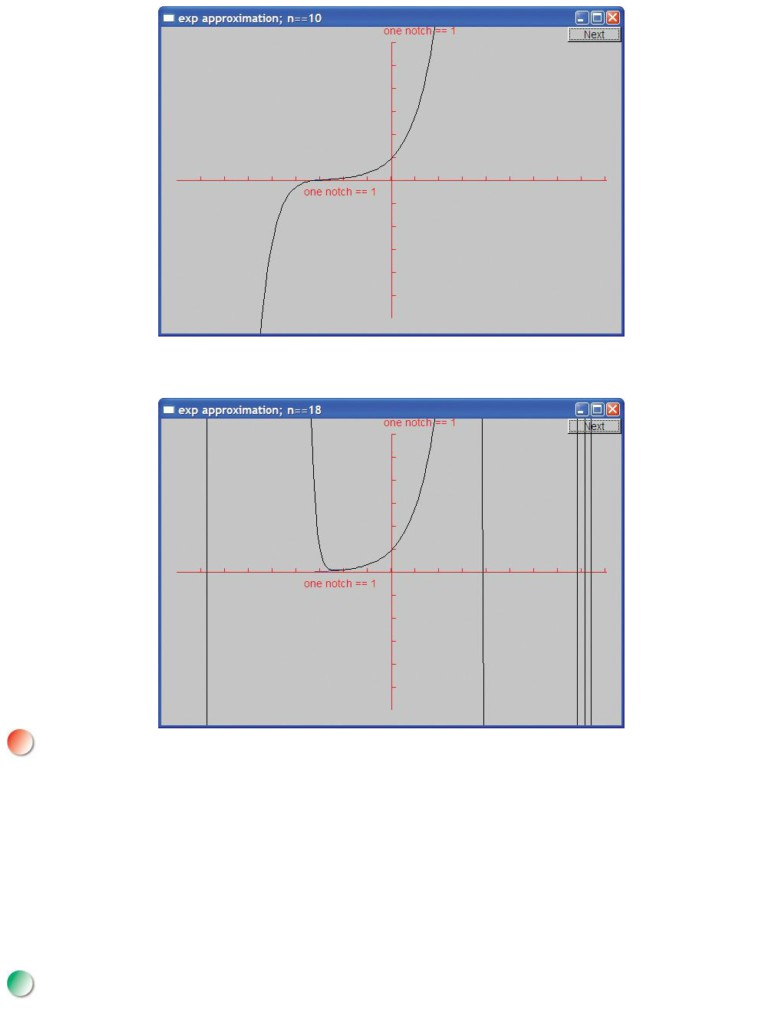 exp approximation; n==10
one notch == 1
Next
one notch == 1
exp approximation; n==18
one notch == 1
Next
one notch == 1